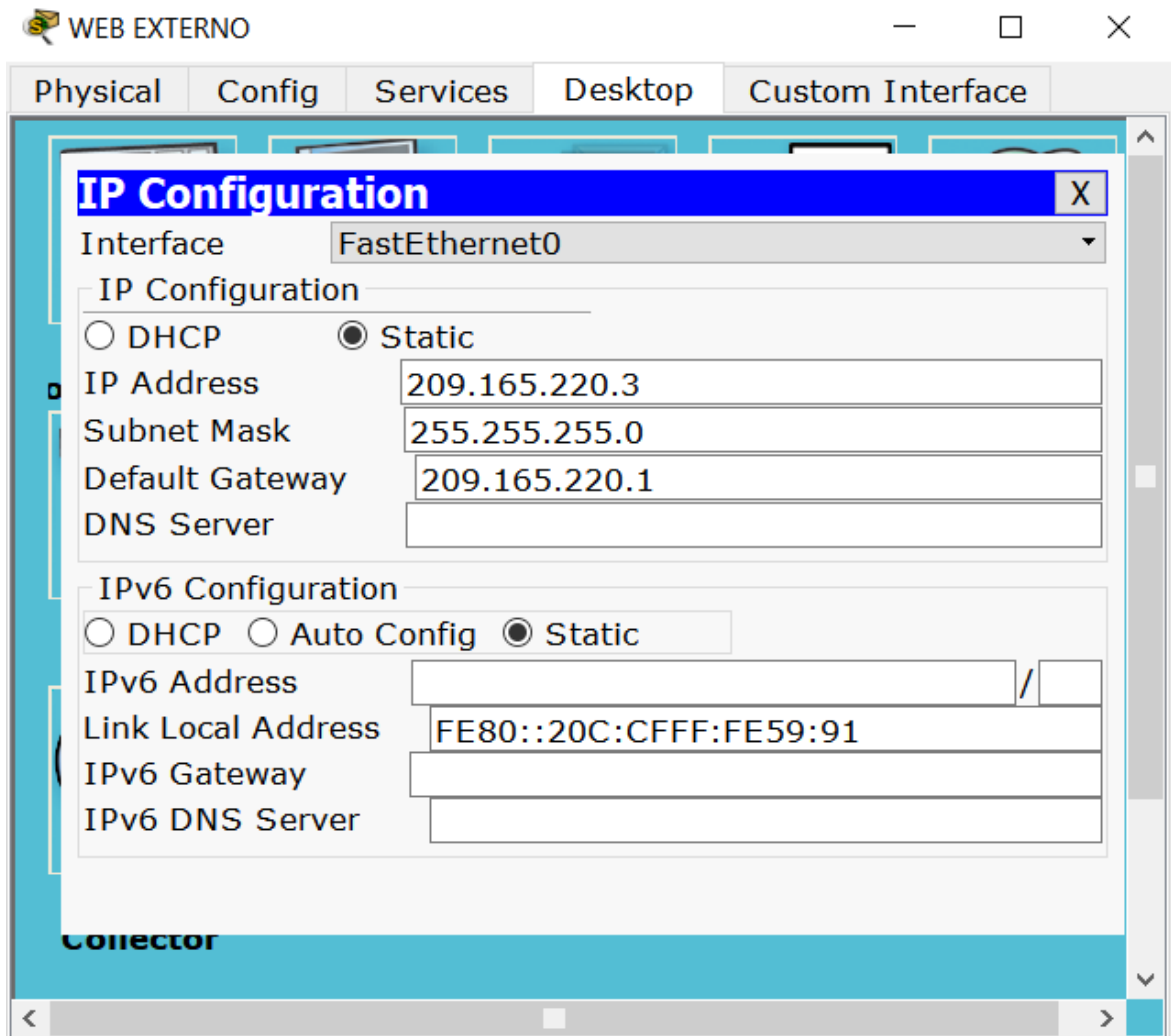 WEB EXTERNO
Physical Config Services Desktop Custom Interface
IP Configuration X
Interface FastEthernet0
IP Configuration
DHCP Static
IP Address 209.165.220.3
Subnet Mask 255.255.255.0
Default Gateway 209.165.220.1
DNS Server
IPv6 Configuration
DHCP Auto Config Static
IPv6 Address /
Link Local Address FE80::20C:CFFF:FE59:91
IPv6 Gateway
IPv6 DNS Server
Collector